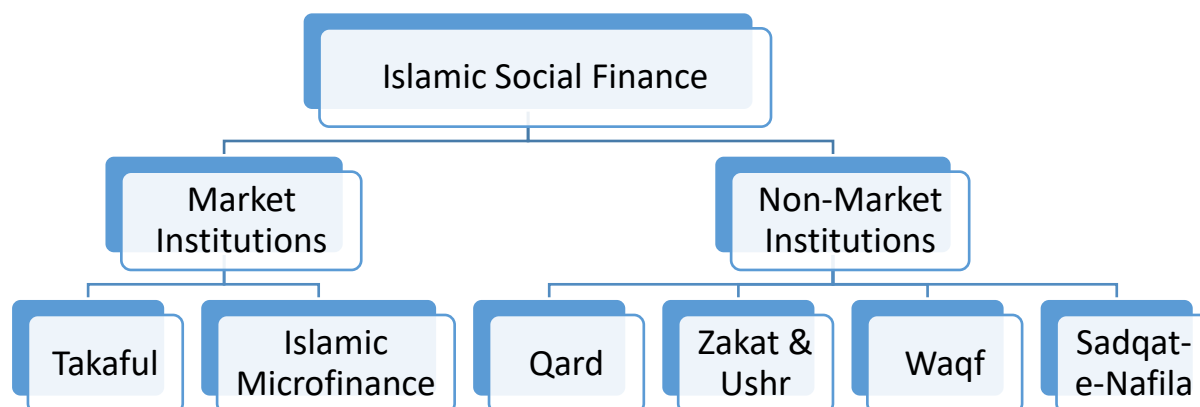 Islamic Social Finance
Market
Institutions
Non-Market
Institutions
Takaful
Islamic
Microfinance
Qard
Zakat &
Ushr
Waqf
Sadqat-
e-Nafila